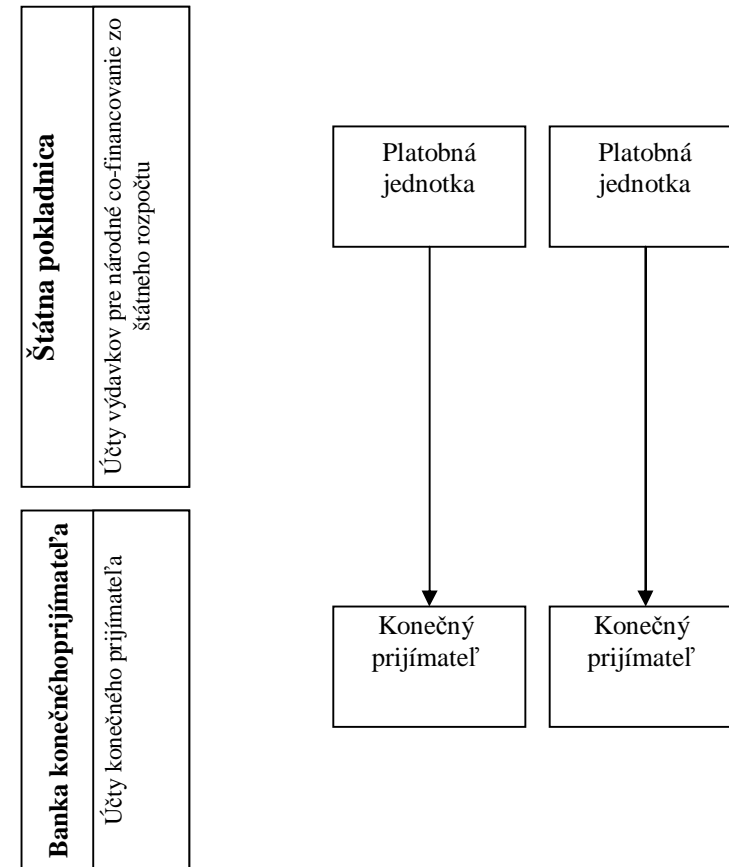 Štátna pokladnica
Účty výdavkov pre národné co-financovanie zo
štátneho rozpočtu
Platobná
jednotka
Platobná
jednotka
Banka konečnéhoprijímateľa
Účty konečného prijímateľa
Konečný
prijímateľ
Konečný
prijímateľ